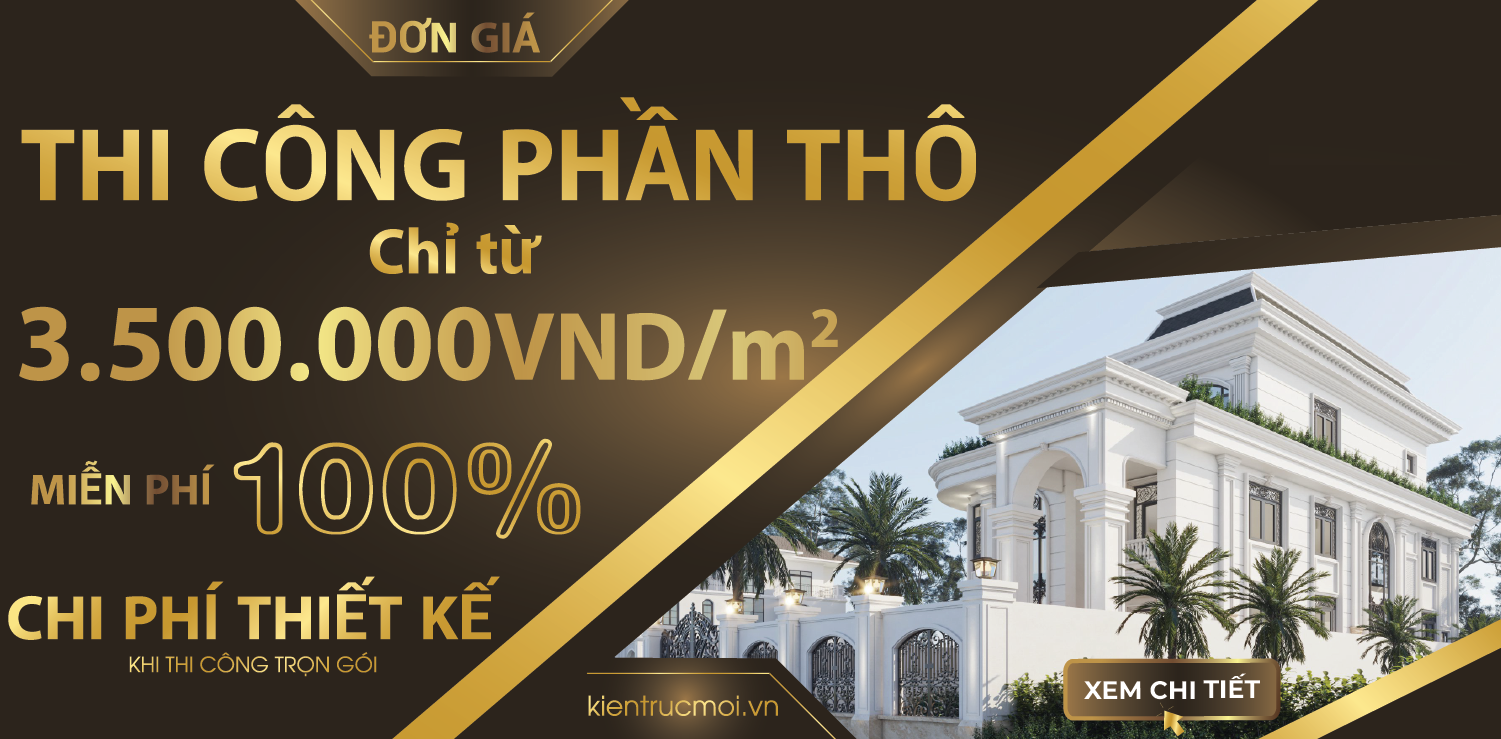 ĐƠN GIÁ
THI CÔNG PHẦN THÔ
Chỉ từ
3.500.000VND/m²
MIỄN PHÍ 100%
CHI PHÍ THIẾT KẾ
KHI THI CÔNG TRỌN GÓI
kientrucmoi.vn
XEM CHI TIẾT